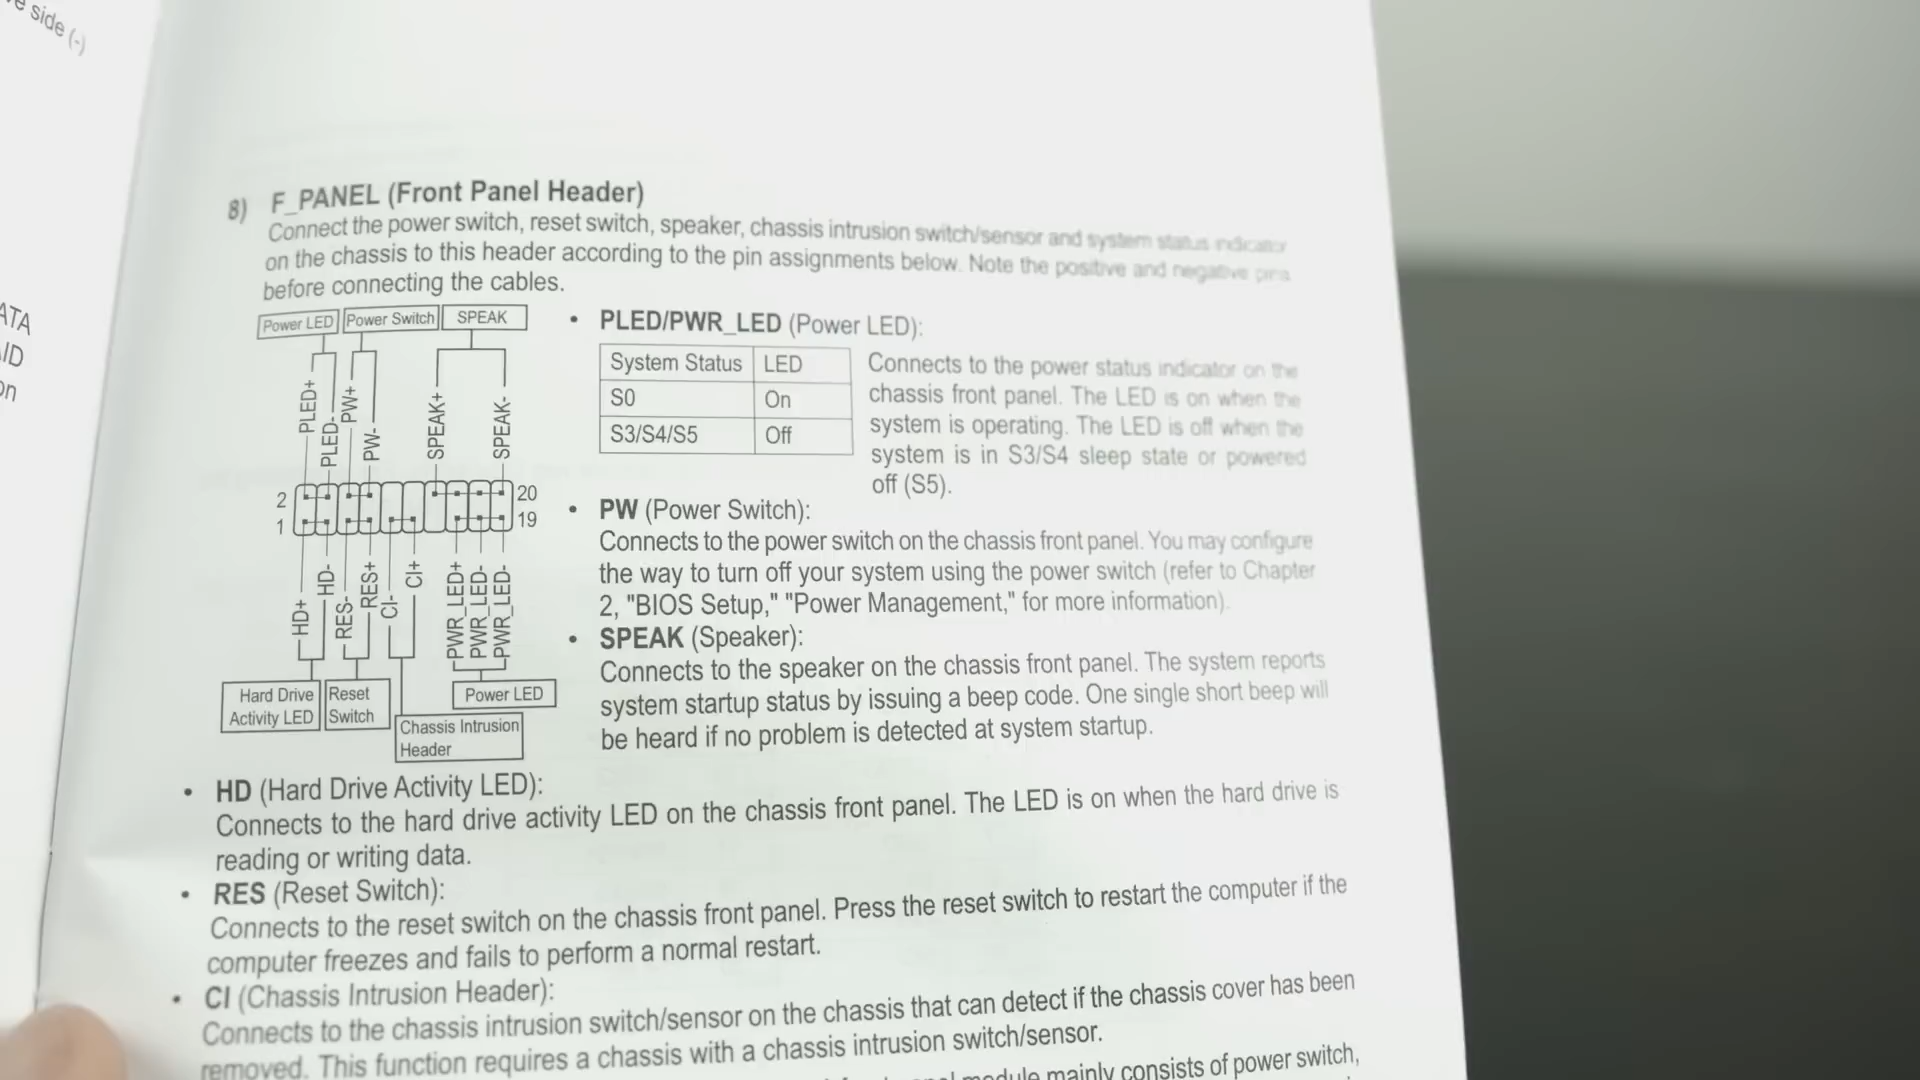 e side (-)
ATA
ID
on
8) F_PANEL (Front Panel Header)
Connect the power switch, reset switch, speaker, chassis intrusion switch/sensor and system status indicator
on the chassis to this header according to the pin assignments below. Note the positive and negative pins
before connecting the cables.
Power LED Power Switch SPEAK
PLED+ PLED- PW+ PW- SPEAK+ SPEAK-
2 20
1 19
HD+ HD- RES- RES+ CI- CI+ PWR_LED+ PWR_LED- PWR_LED-
Hard Drive
Activity LED
Reset
Switch
Power LED
Chassis Intrusion
Header
• PLED/PWR_LED (Power LED):
System Status LED
S0 On
S3/S4/S5 Off
Connects to the power status indicator on the
chassis front panel. The LED is on when the
system is operating. The LED is off when the
system is in S3/S4 sleep state or powered
off (S5).
• PW (Power Switch):
Connects to the power switch on the chassis front panel. You may configure
the way to turn off your system using the power switch (refer to Chapter
2, "BIOS Setup," "Power Management," for more information).
• SPEAK (Speaker):
Connects to the speaker on the chassis front panel. The system reports
system startup status by issuing a beep code. One single short beep will
be heard if no problem is detected at system startup.
• HD (Hard Drive Activity LED):
Connects to the hard drive activity LED on the chassis front panel. The LED is on when the hard drive is
reading or writing data.
• RES (Reset Switch):
Connects to the reset switch on the chassis front panel. Press the reset switch to restart the computer if the
computer freezes and fails to perform a normal restart.
• CI (Chassis Intrusion Header):
Connects to the chassis intrusion switch/sensor on the chassis that can detect if the chassis cover has been
removed. This function requires a chassis with a chassis intrusion switch/sensor.
module mainly consists of power switch,